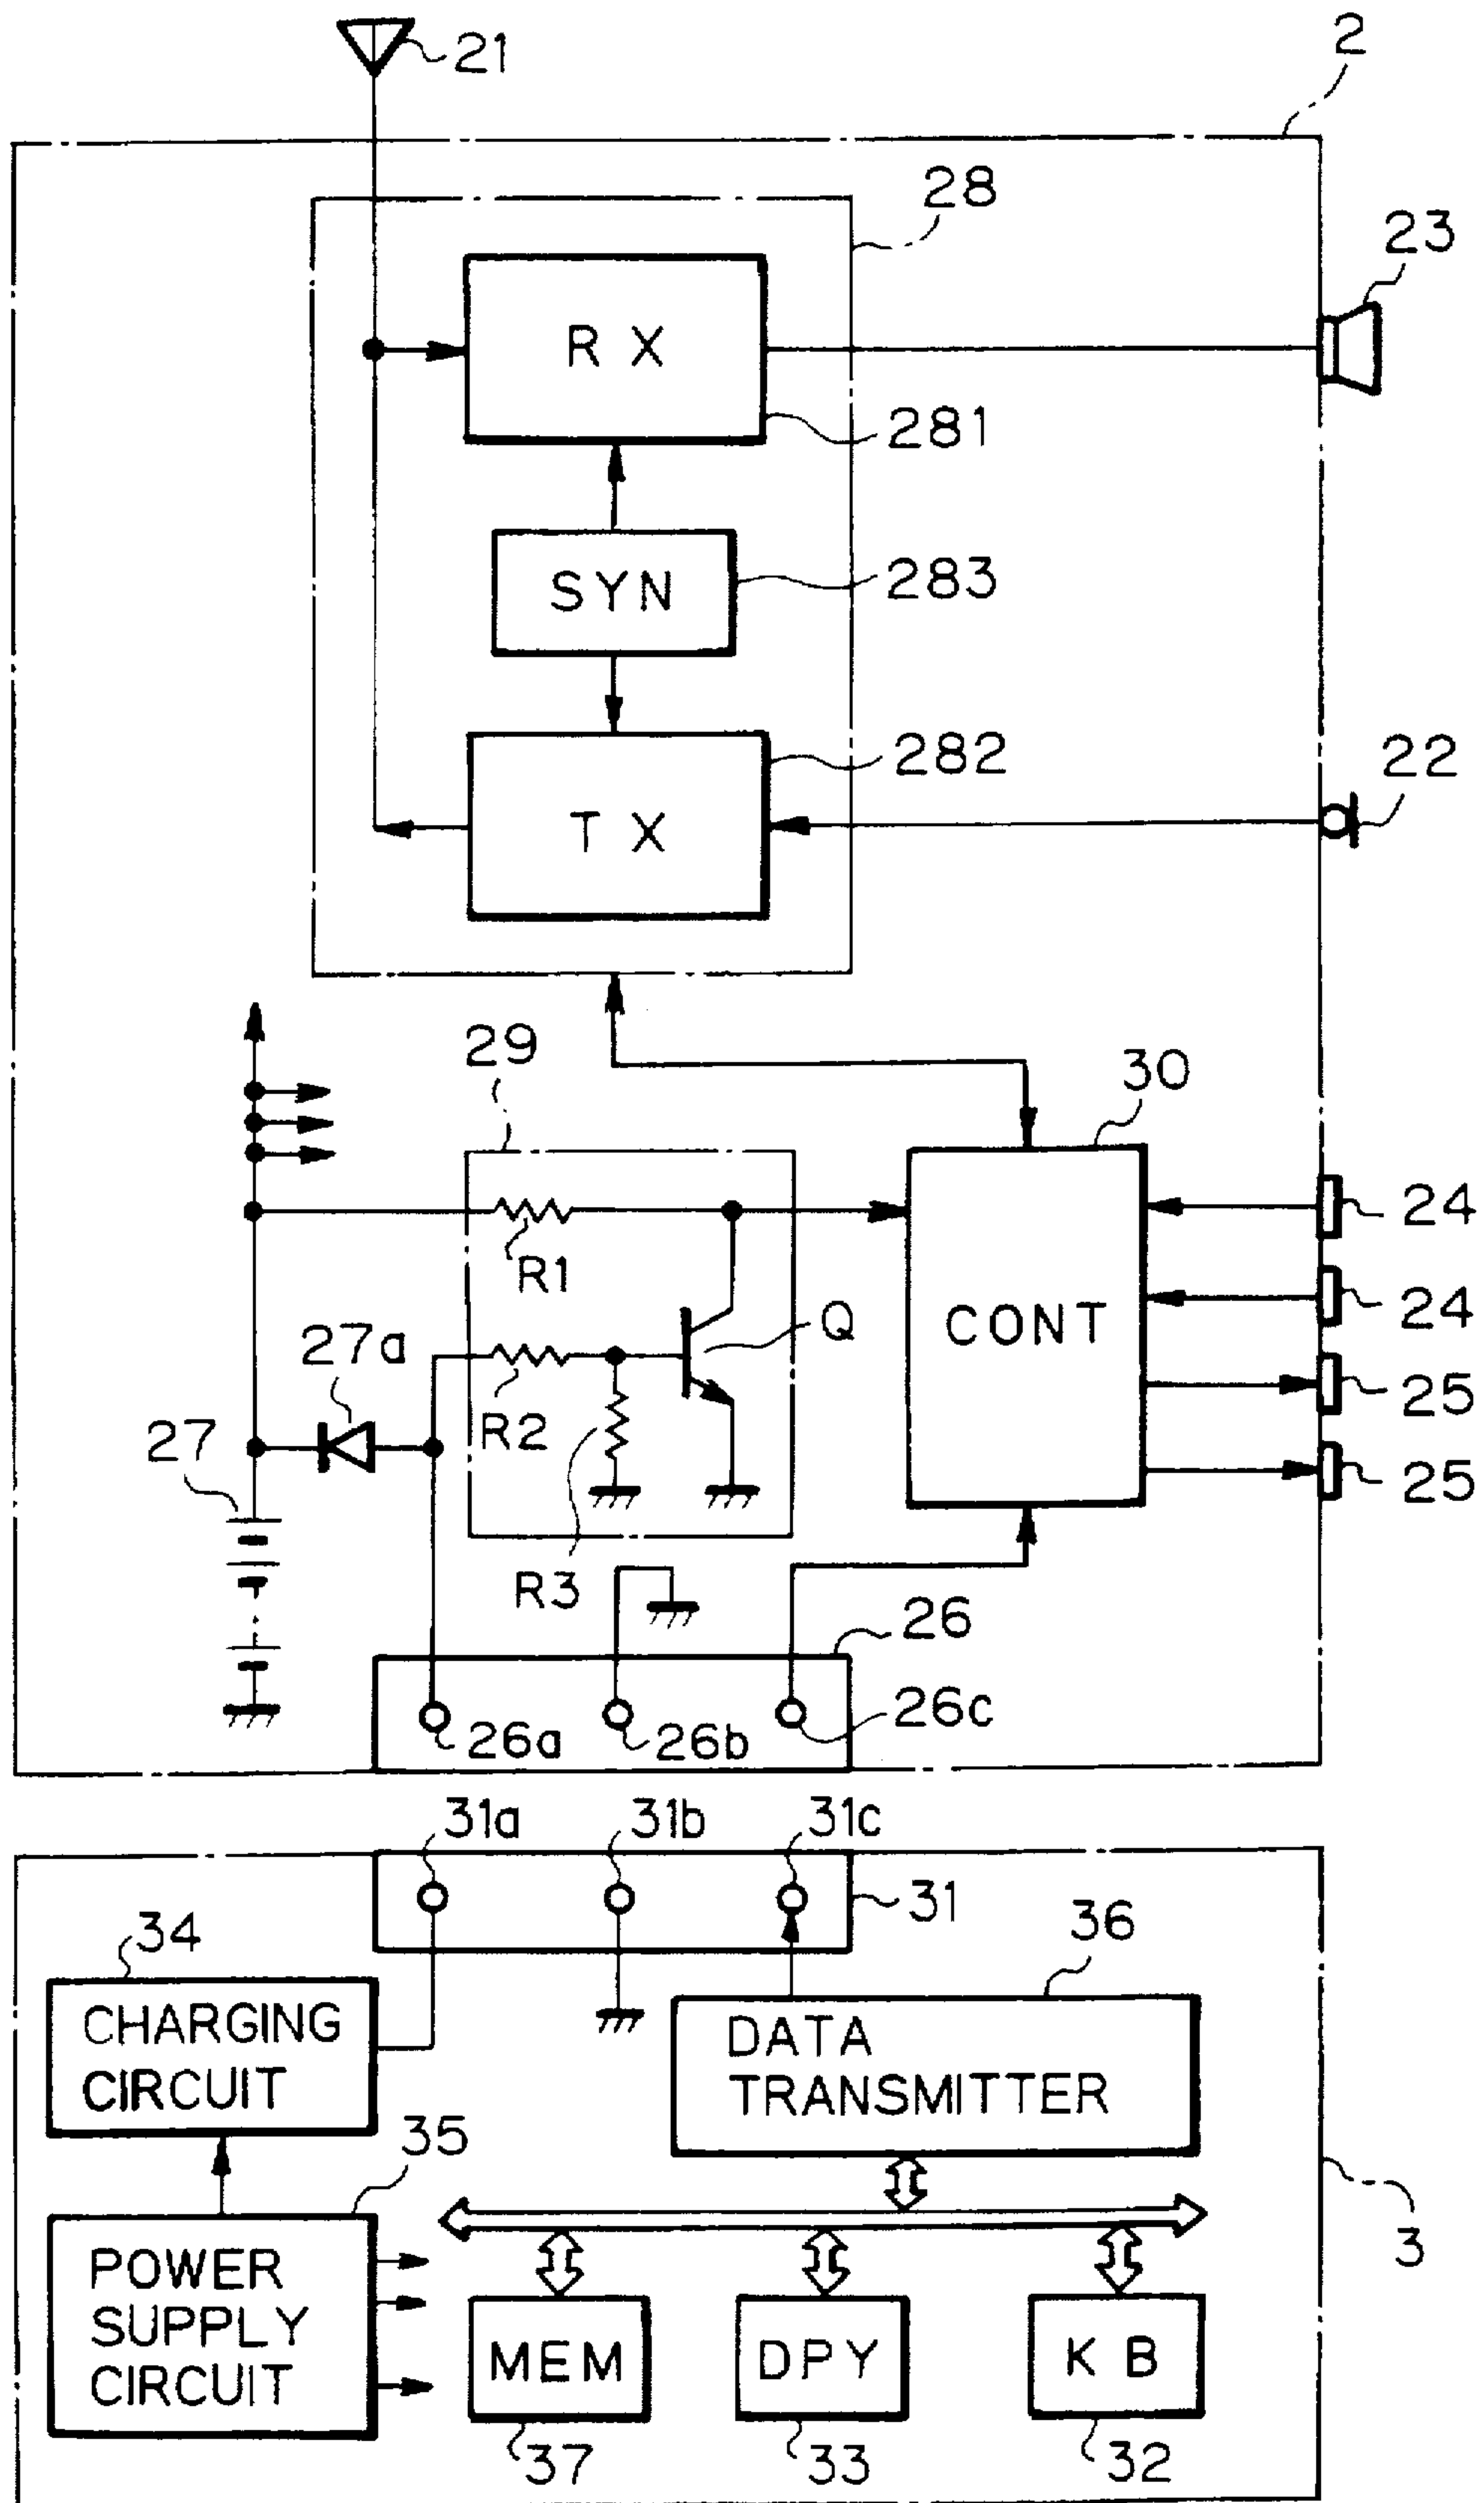 2
21
28
23
RX
281
SYN
283
282
22
TX
29
30
24
R1
Q
24
CONT
27a
25
27
R2
25
R3
26
26c
26a
26b
31a
31b
31c
31
34
36
CHARGING
CIRCUIT
DATA
TRANSMITTER
35
3
POWER
SUPPLY
CIRCUIT
MEM
DPY
KB
37
33
32